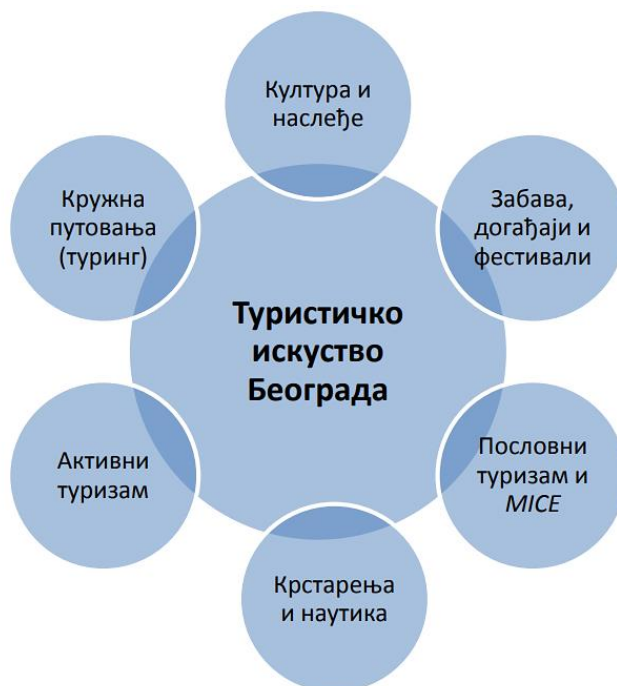 Култура и
наслеђе
Забава,
догађаји и
фестивали
Пословни
туризам и
MICE
Крстарења
и наутика
Активни
туризам
Кружна
путовања
(туринг)
Туристичко
искуство
Београда